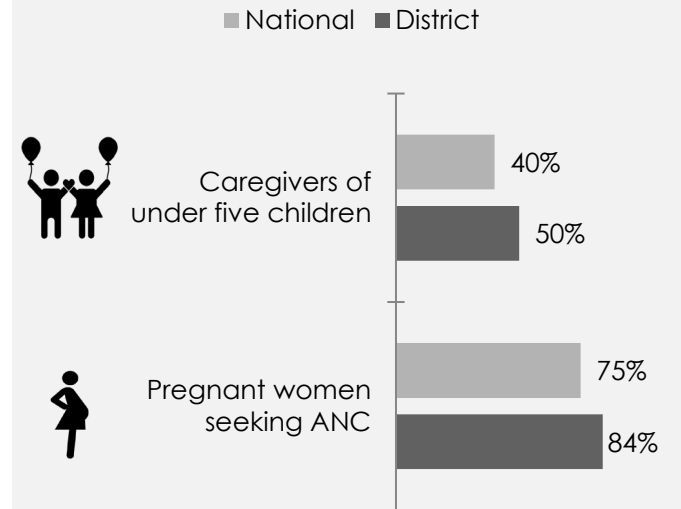 National District
Caregivers of
under five children
40%
50%
Pregnant women
seeking ANC
75%
84%